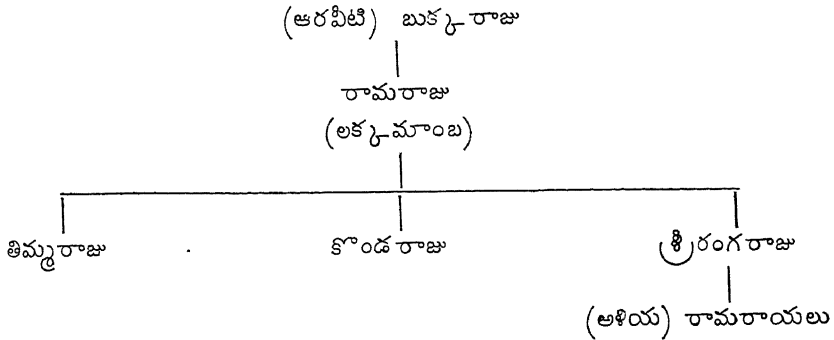 (ఆరవీటి) బుక్కరాజు
రామరాజు
(లక్కమాంబ)
తిమ్మరాజు కొండరాజు శ్రీరంగరాజు
(అళియ) రామరాయలు